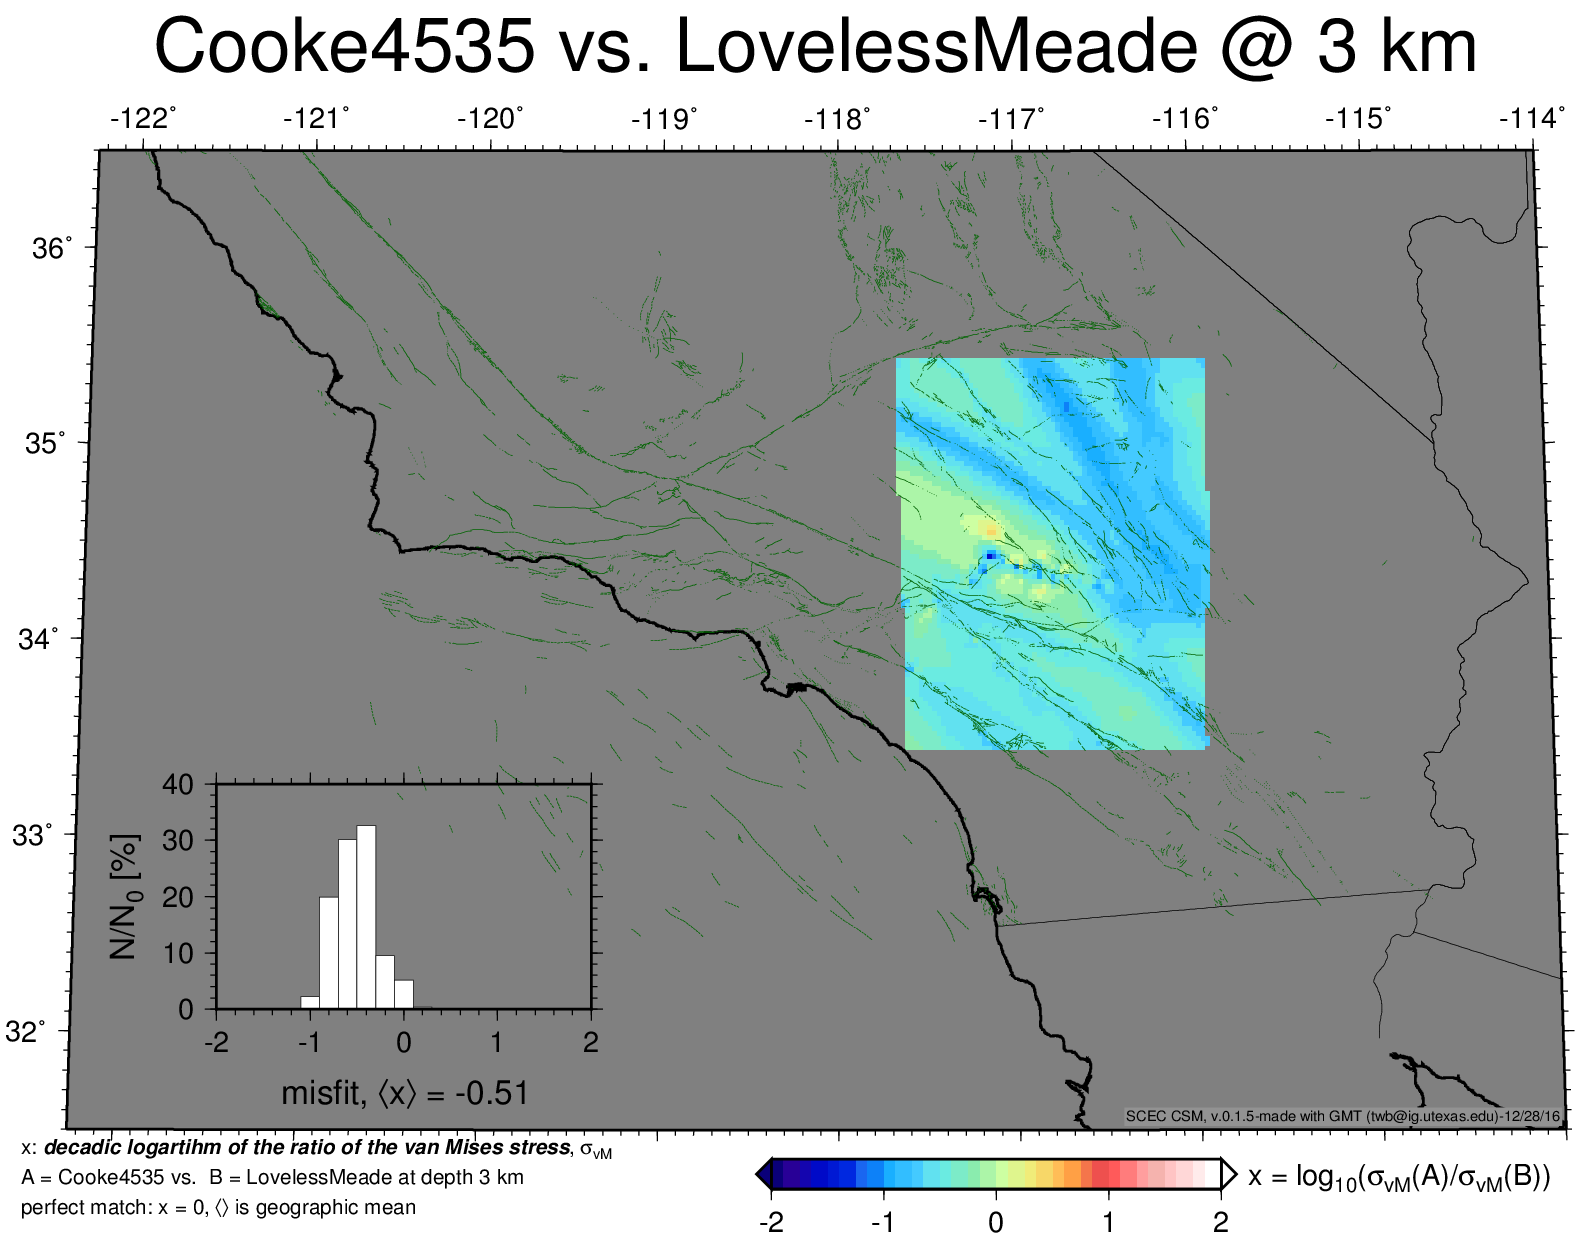 Cooke4535 vs. LovelessMeade @ 3 km
-122° -121° -120° -119° -118° -117° -116° -115° -114°
36°
35°
34°
33°
32°
40
30
20
10
0
N/N0 [%]
-2 -1 0 1 2
misfit, ⟨x⟩ = -0.51
SCEC CSM, v.0.1.5-made with GMT (twb@ig.utexas.edu)-12/28/16
x: decadic logartihm of the ratio of the van Mises stress, σvM
A = Cooke4535 vs. B = LovelessMeade at depth 3 km
perfect match: x = 0, ⟨⟩ is geographic mean
x = log10(σvM(A)/σvM(B))
-2 -1 0 1 2